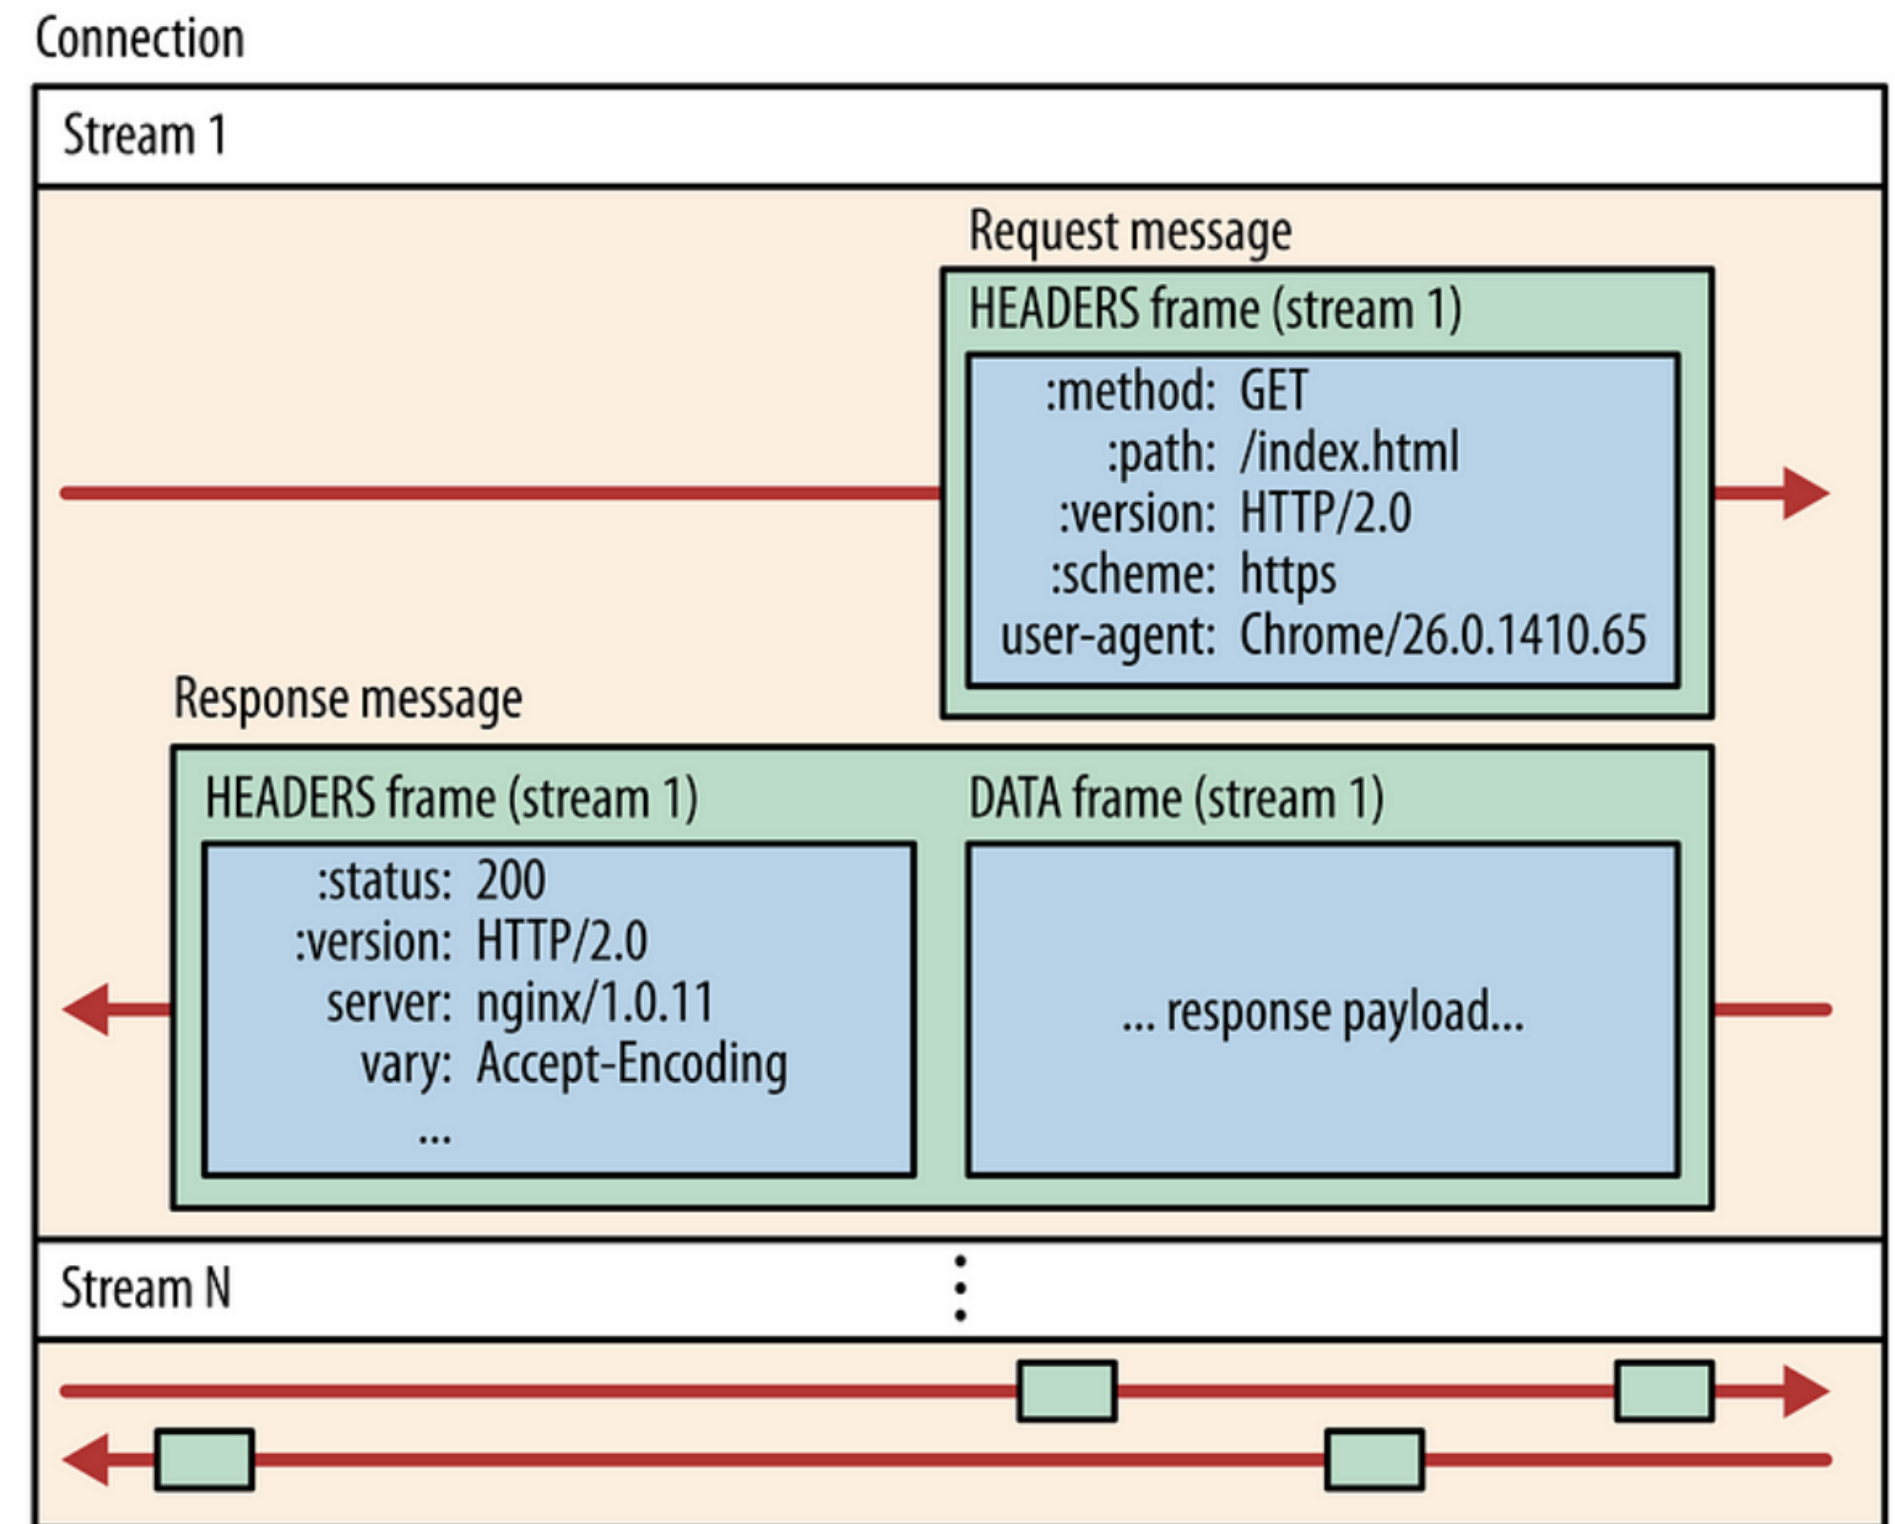 Connection
Stream 1
Request message
HEADERS frame (stream 1)
:method: GET
:path: /index.html
:version: HTTP/2.0
:scheme: https
user-agent: Chrome/26.0.1410.65
Response message
HEADERS frame (stream 1)
:status: 200
:version: HTTP/2.0
server: nginx/1.0.11
vary: Accept-Encoding
...
DATA frame (stream 1)
... response payload...
Stream N